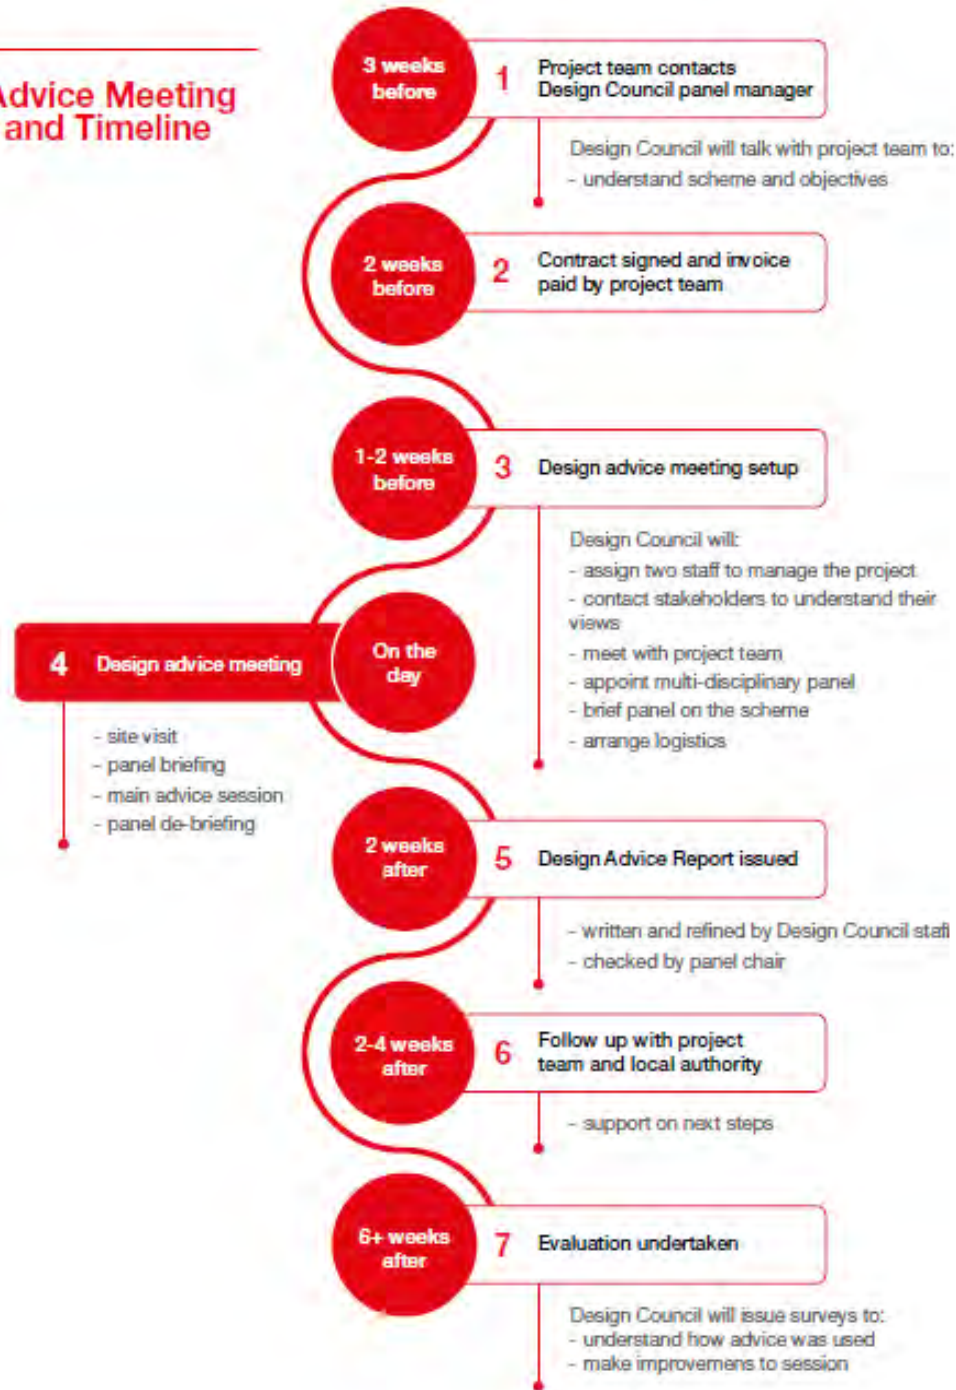 Advice Meeting
and Timeline
3 weeks
before
1
Project team contacts
Design Council panel manager
Design Council will talk with project team to:
- understand scheme and objectives
2 weeks
before
2
Contract signed and invoice
paid by project team
1-2 weeks
before
3
Design advice meeting setup
Design Council will:
- assign two staff to manage the project
- contact stakeholders to understand their
views
- meet with project team
- appoint multi-disciplinary panel
- brief panel on the scheme
- arrange logistics
On the
day
4
Design advice meeting
- site visit
- panel briefing
- main advice session
- panel de-briefing
2 weeks
after
5
Design Advice Report issued
- written and refined by Design Council staff
- checked by panel chair
2-4 weeks
after
6
Follow up with project
team and local authority
- support on next steps
6+ weeks
after
7
Evaluation undertaken
Design Council will issue surveys to:
- understand how advice was used
- make improvemens to session